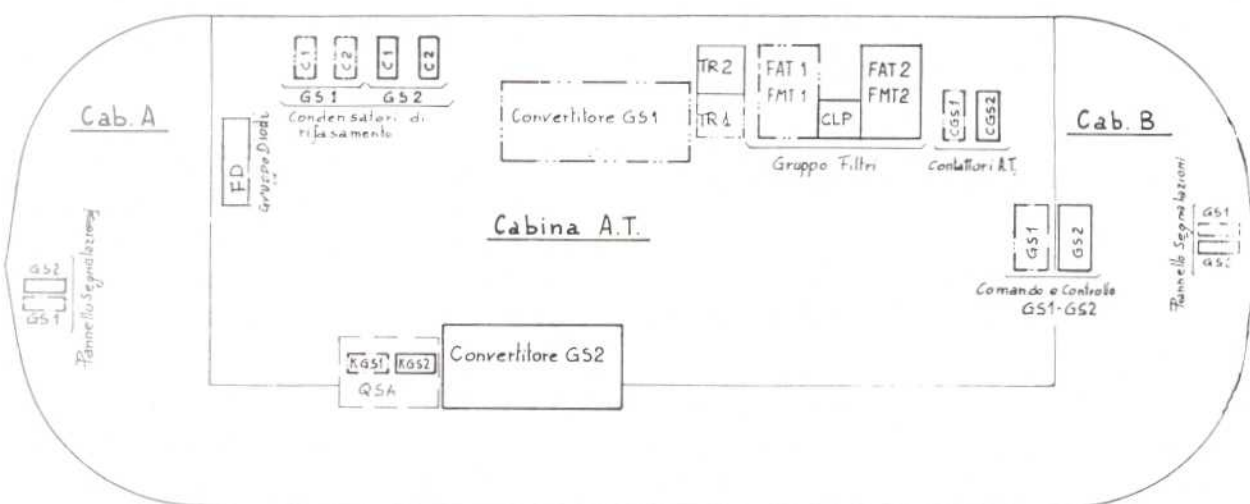 Cab. A
C1 C2 C1 C2
GS1 GS2
Condensatori di
rifasamento
FD
Gruppo Diodi
Convertitore GS1
TR2
TR1
FAT 1
FMT 1
CLP
FAT2
FMT2
Gruppo Filtri
CGS1 CGS2
Contattori A.T.
Cab. B
Cabina A.T.
GS2
GS1
Pannello Segnalazioni
GS1 GS2
Comando e Controllo
GS1-GS2
Pannello Segnalazioni
GS1
GS2
KGS1 KGS2
QSA
Convertitore GS2